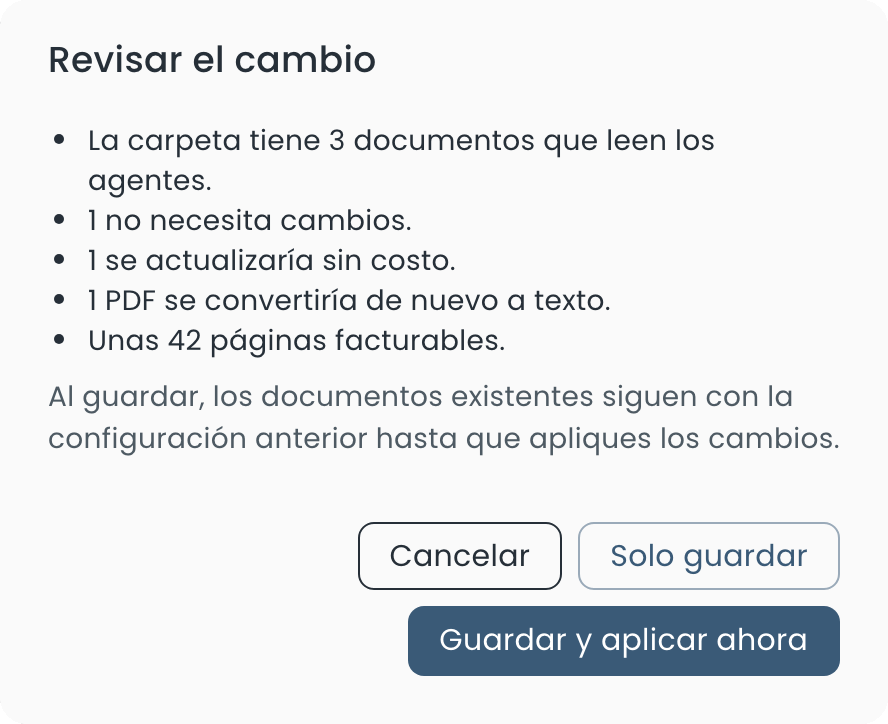 Revisar el cambio
• La carpeta tiene 3 documentos que leen los
agentes.
• 1 no necesita cambios.
• 1 se actualizaría sin costo.
• 1 PDF se convertiría de nuevo a texto.
• Unas 42 páginas facturables.
Al guardar, los documentos existentes siguen con la
configuración anterior hasta que apliques los cambios.
Cancelar
Solo guardar
Guardar y aplicar ahora